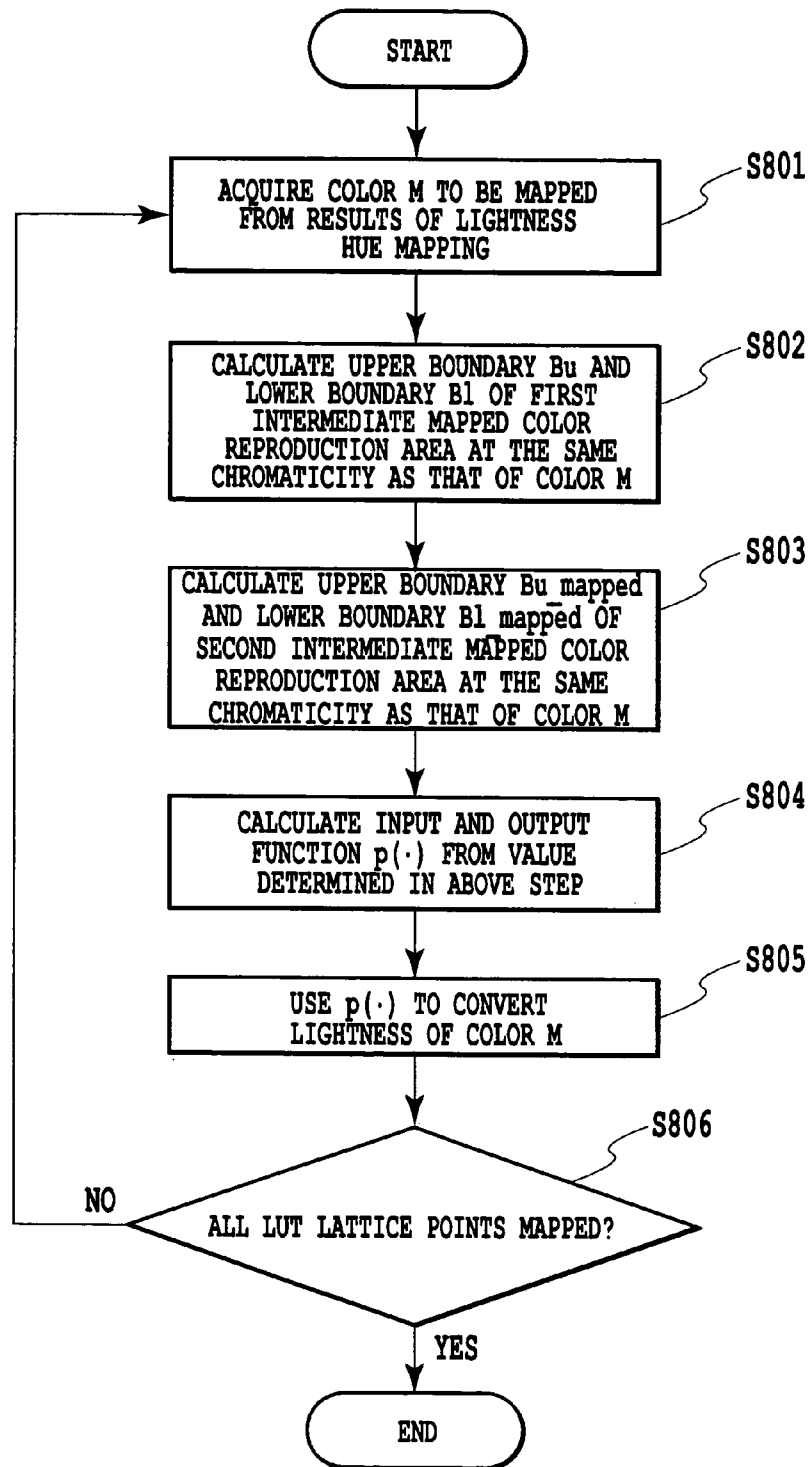 START
S801
ACQUIRE COLOR M TO BE MAPPED
FROM RESULTS OF LIGHTNESS
HUE MAPPING
S802
CALCULATE UPPER BOUNDARY Bu AND
LOWER BOUNDARY Bl OF FIRST
INTERMEDIATE MAPPED COLOR
REPRODUCTION AREA AT THE SAME
CHROMATICITY AS THAT OF COLOR M
S803
CALCULATE UPPER BOUNDARY Bu_mapped
AND LOWER BOUNDARY Bl_mapped OF
SECOND INTERMEDIATE MAPPED COLOR
REPRODUCTION AREA AT THE SAME
CHROMATICITY AS THAT OF COLOR M
S804
CALCULATE INPUT AND OUTPUT
FUNCTION p(·) FROM VALUE
DETERMINED IN ABOVE STEP
S805
USE p(·) TO CONVERT
LIGHTNESS OF COLOR M
S806
NO
ALL LUT LATTICE POINTS MAPPED?
YES
END